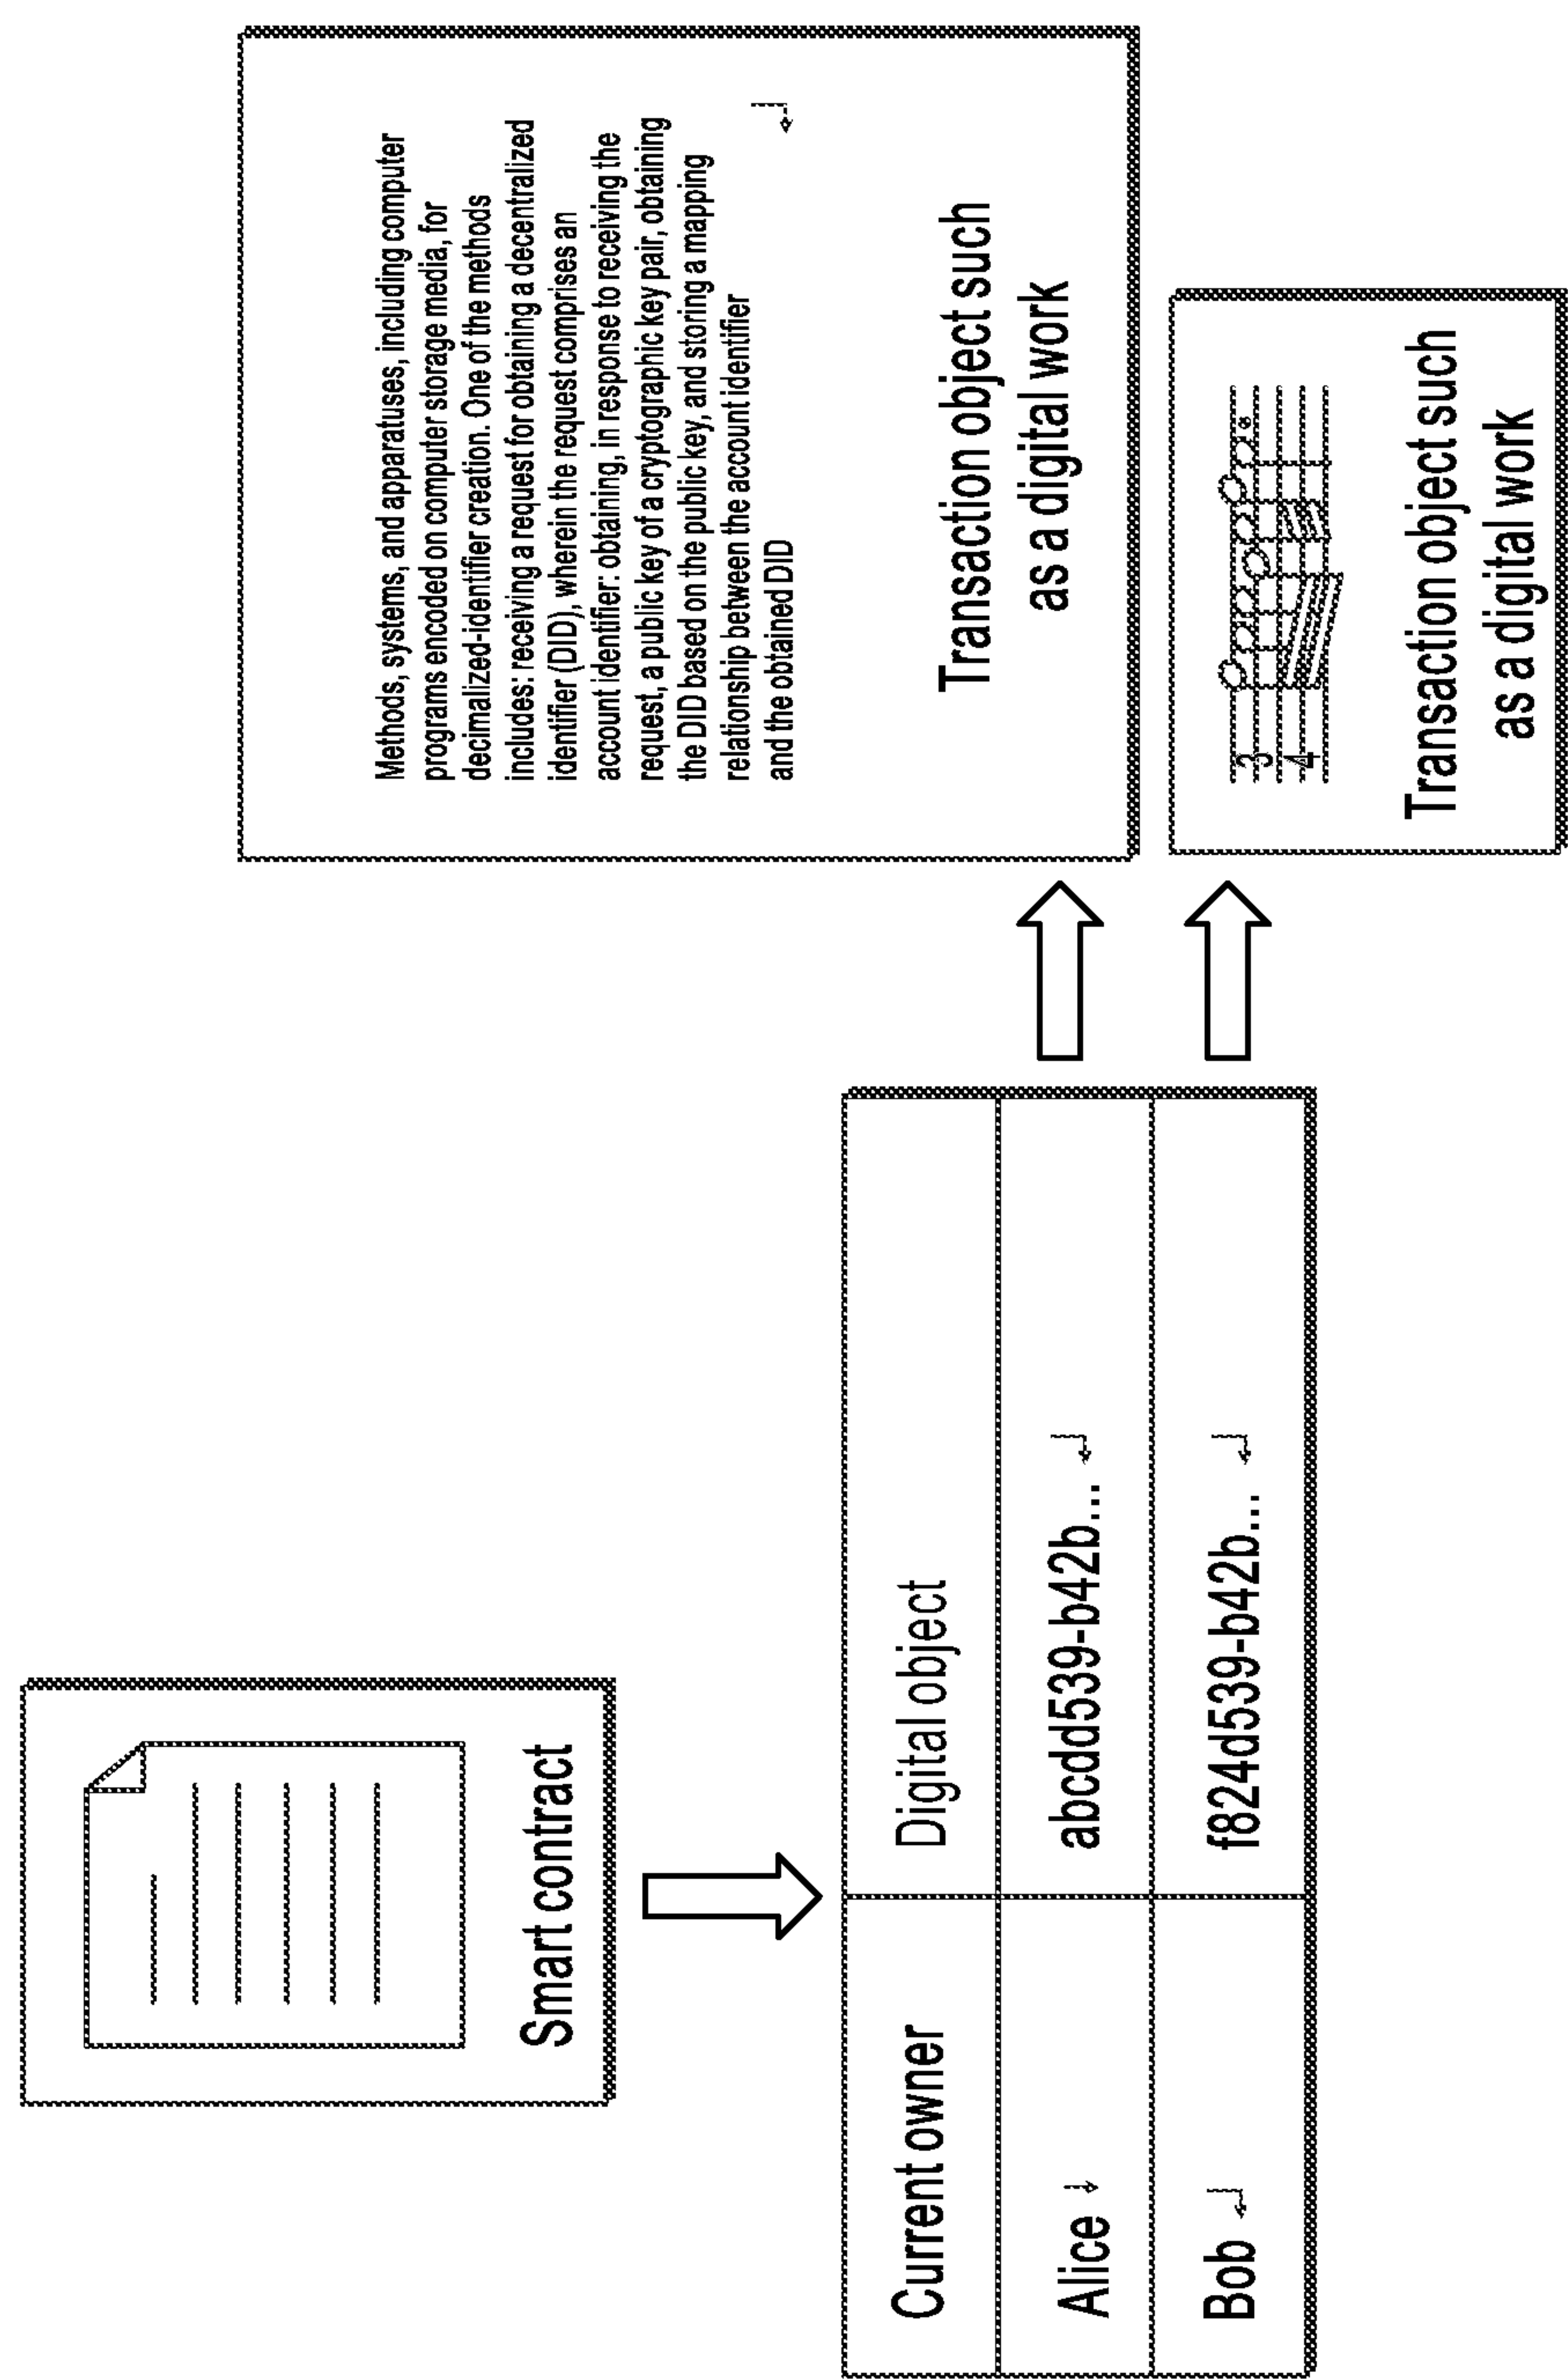 Smart contract
Current owner
Digital object
Alice
abcdd539-b42b...
Bob
f824d539-b42b...
Methods, systems, and apparatuses, including computer
programs encoded on computer storage media, for
decimalized-identifier creation. One of the methods
includes: receiving a request for obtaining a decentralized
identifier (DID), wherein the request comprises an
account identifier: obtaining, in response to receiving the
request, a public key of a cryptographic key pair, obtaining
the DID based on the public key, and storing a mapping
relationship between the account identifier
and the obtained DID
Transaction object such
as a digital work
3
4
Transaction object such
as a digital work